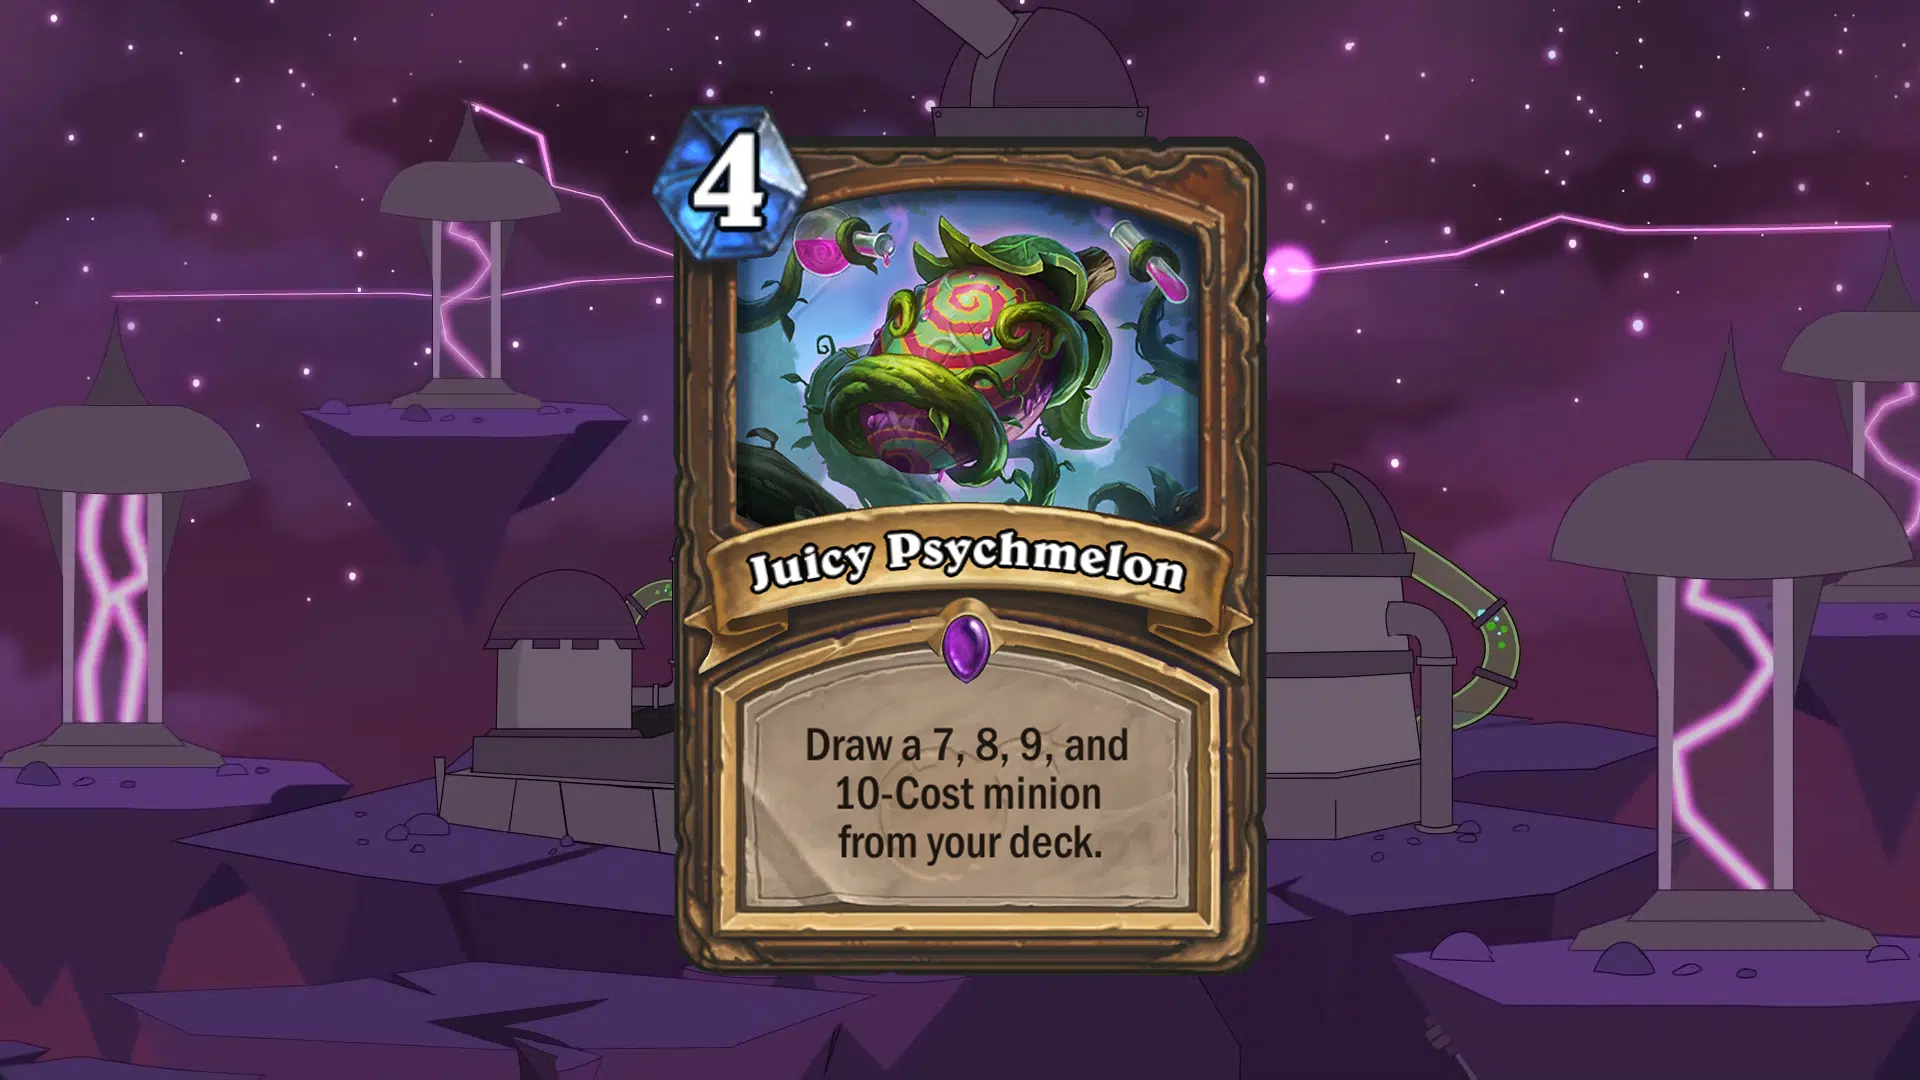 4
Juicy Psychmelon
Draw a 7, 8, 9, and
10-Cost minion
from your deck.